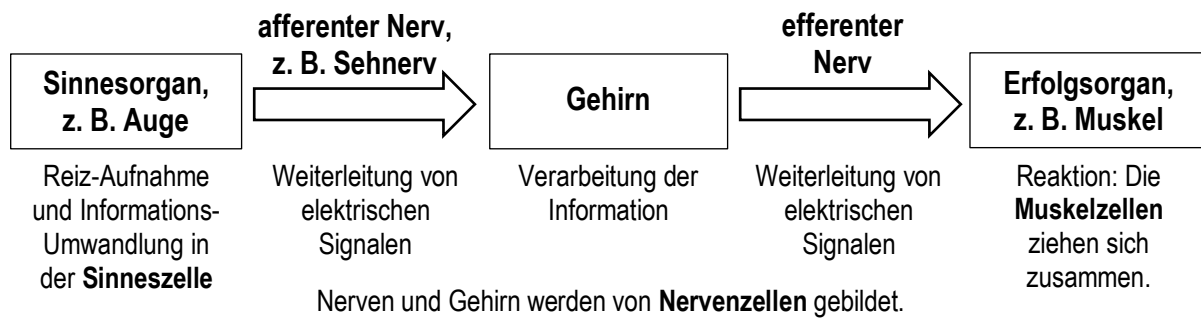 afferenter Nerv,
z. B. Sehnerv
efferenter
Nerv
Sinnesorgan,
z. B. Auge
Gehirn
Erfolgsorgan,
z. B. Muskel
Reiz-Aufnahme
und Informations-
Umwandlung in
der Sinneszelle
Weiterleitung von
elektrischen
Signalen
Verarbeitung der
Information
Weiterleitung von
elektrischen
Signalen
Reaktion: Die
Muskelzellen
ziehen sich
zusammen.
Nerven und Gehirn werden von Nervenzellen gebildet.